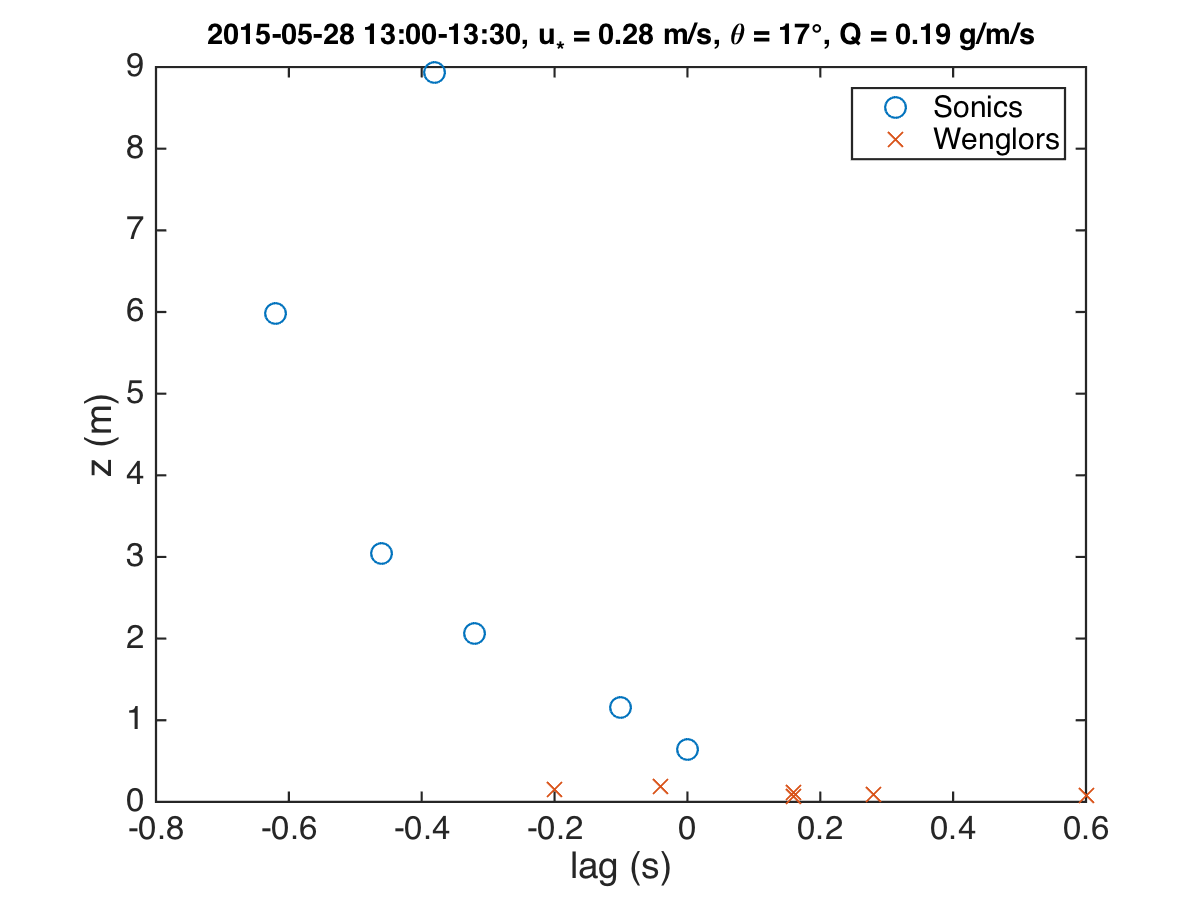 2015-05-28 13:00-13:30, u* = 0.28 m/s, θ = 17°, Q = 0.19 g/m/s
Sonics
Wenglors
9
8
7
6
5
4
3
2
1
0
z (m)
-0.8 -0.6 -0.4 -0.2 0 0.2 0.4 0.6
lag (s)